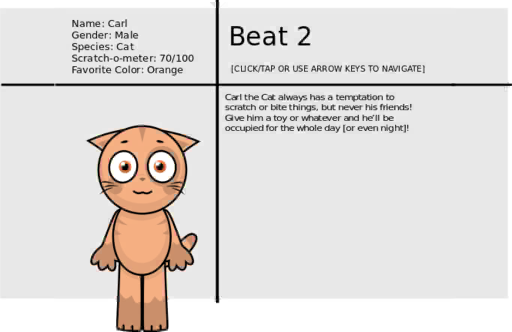 Name: Carl
Gender: Male
Species: Cat
Scratch-o-meter: 70/100
Favorite Color: Orange
Beat 2
[CLICK/TAP OR USE ARROW KEYS TO NAVIGATE]
Carl the Cat always has a temptation to
scratch or bite things, but never his friends!
Give him a toy or whatever and he'll be
occupied for the whole day [or even night]!